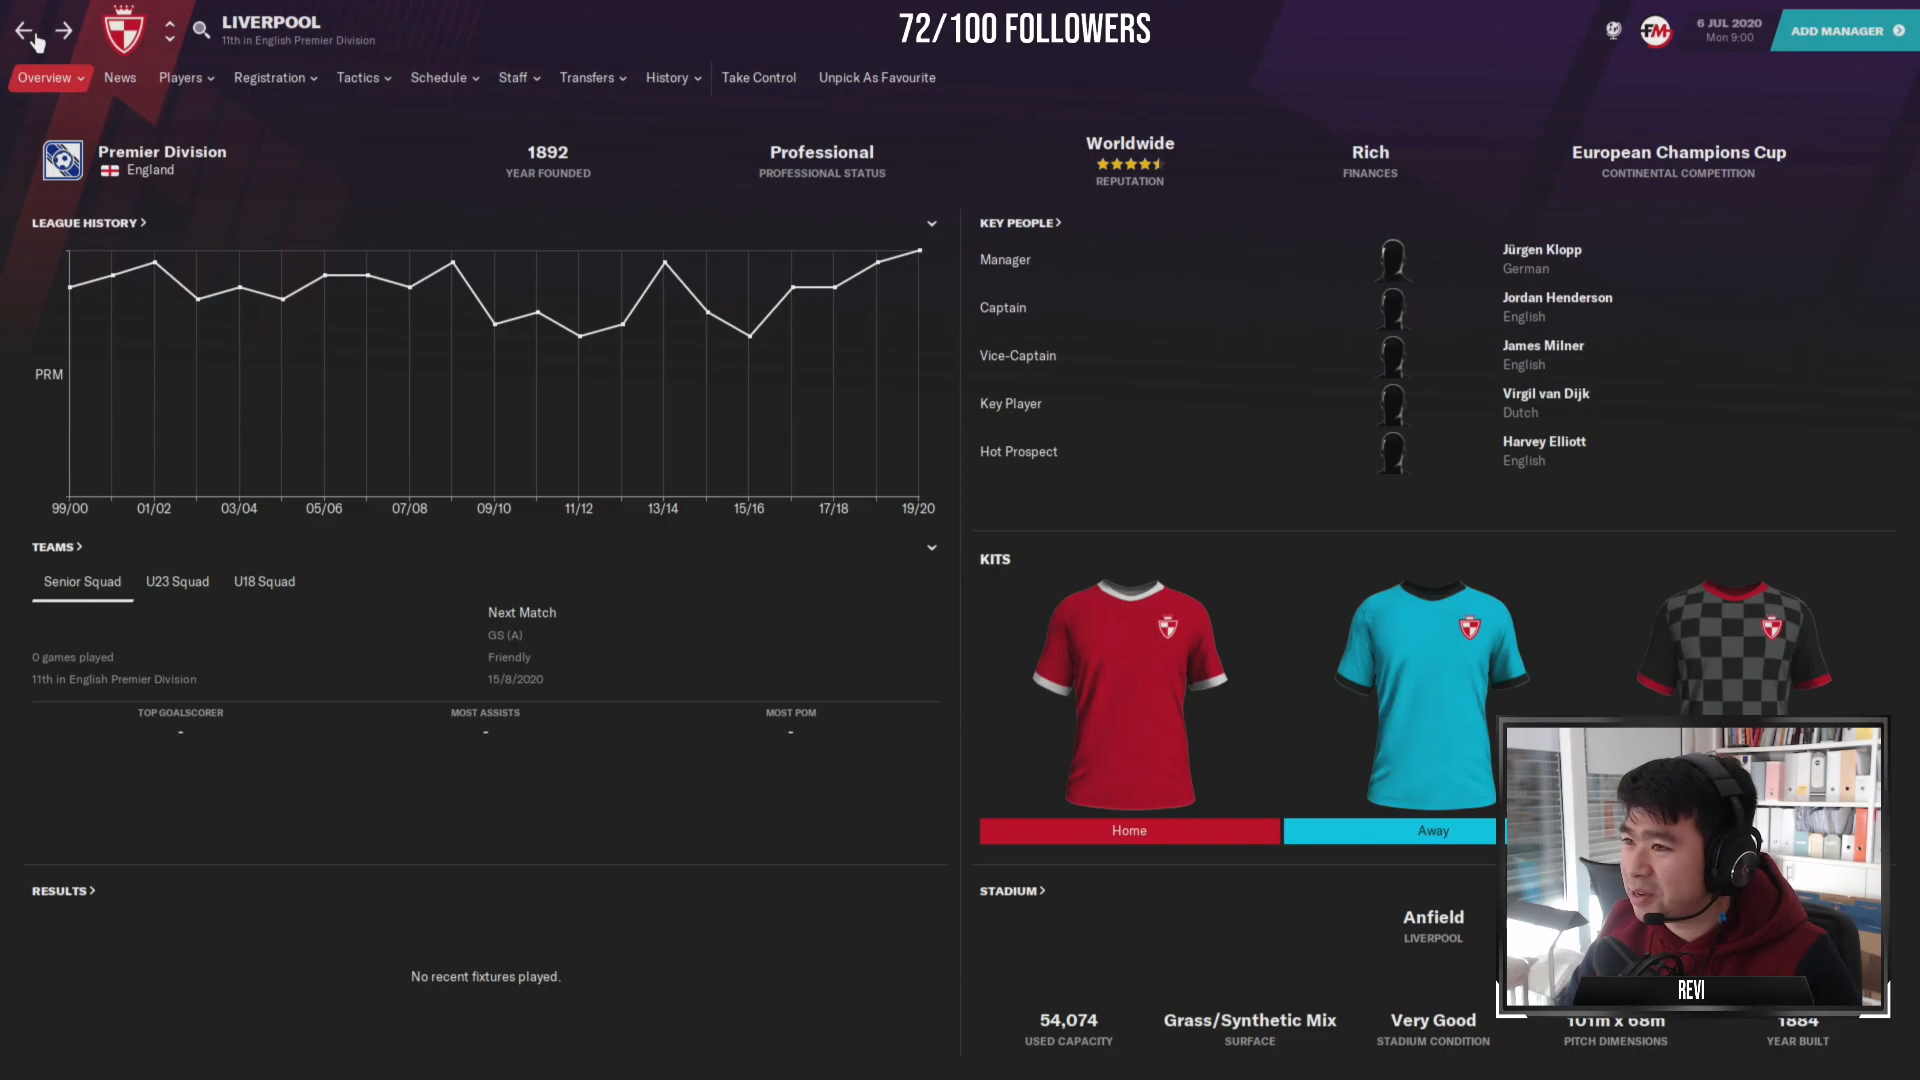 LIVERPOOL
11th in English Premier Division
72/100 FOLLOWERS
FM
6 JUL 2020
Mon 9:00
ADD MANAGER
Overview
News
Players
Registration
Tactics
Schedule
Staff
Transfers
History
Take Control
Unpick As Favourite
Premier Division
England
1892
YEAR FOUNDED
Professional
PROFESSIONAL STATUS
Worldwide
REPUTATION
Rich
FINANCES
European Champions Cup
CONTINENTAL COMPETITION
LEAGUE HISTORY
PRM
99/00 01/02 03/04 05/06 07/08 09/10 11/12 13/14 15/16 17/18 19/20
KEY PEOPLE
Manager
Jürgen Klopp
German
Captain
Jordan Henderson
English
Vice-Captain
James Milner
English
Key Player
Virgil van Dijk
Dutch
Hot Prospect
Harvey Elliott
English
TEAMS
Senior Squad
U23 Squad
U18 Squad
Next Match
GS (A)
0 games played
Friendly
11th in English Premier Division
15/8/2020
TOP GOALSCORER
-
MOST ASSISTS
-
MOST POM
-
KITS
Home
Away
RESULTS
No recent fixtures played.
STADIUM
Anfield
LIVERPOOL
54,074
USED CAPACITY
Grass/Synthetic Mix
SURFACE
Very Good
STADIUM CONDITION
101m x 68m
PITCH DIMENSIONS
1884
YEAR BUILT
REVI